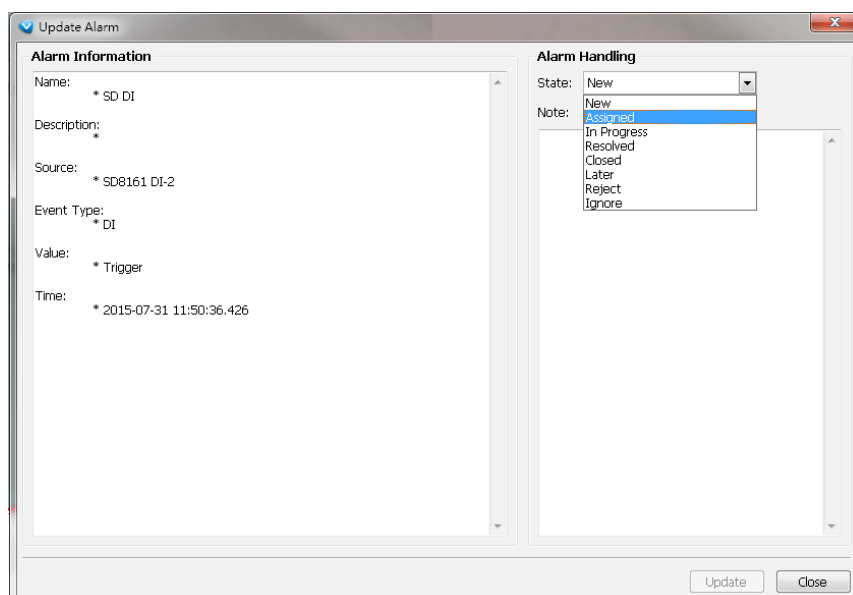 Update Alarm
Alarm Information
Name:
* SD DI
Description:
*
Source:
* SD8161 DI-2
Event Type:
* DI
Value:
* Trigger
Time:
* 2015-07-31 11:50:36.426
Alarm Handling
State: New
New
Assigned
In Progress
Resolved
Closed
Later
Reject
Ignore
Note:
Update
Close